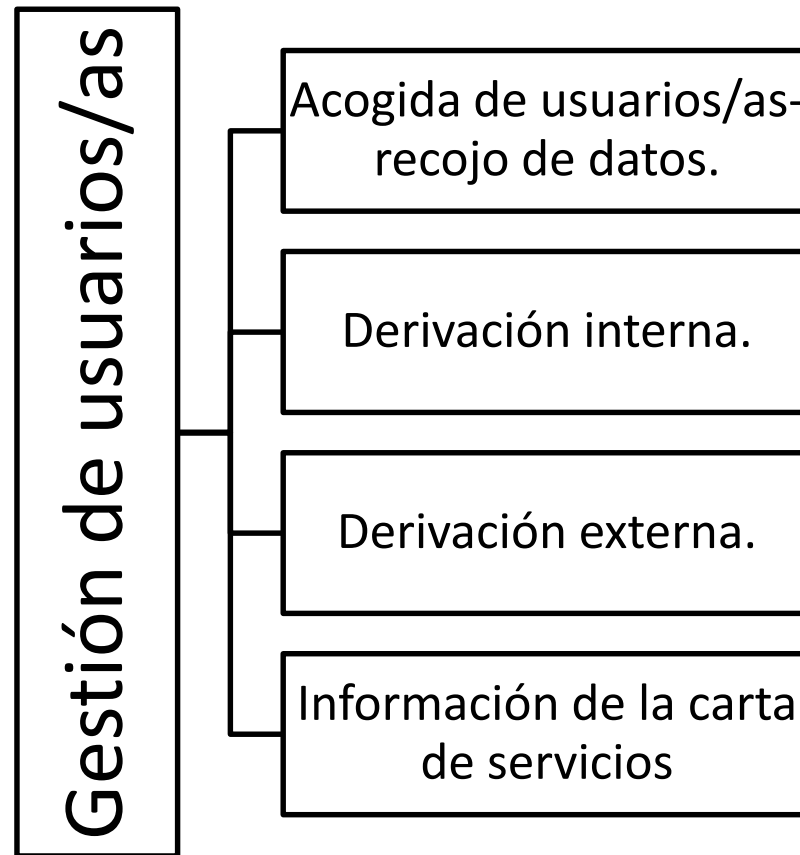 Gestión de usuarios/as
Acogida de usuarios/as-
recojo de datos.
Derivación interna.
Derivación externa.
Información de la carta
de servicios